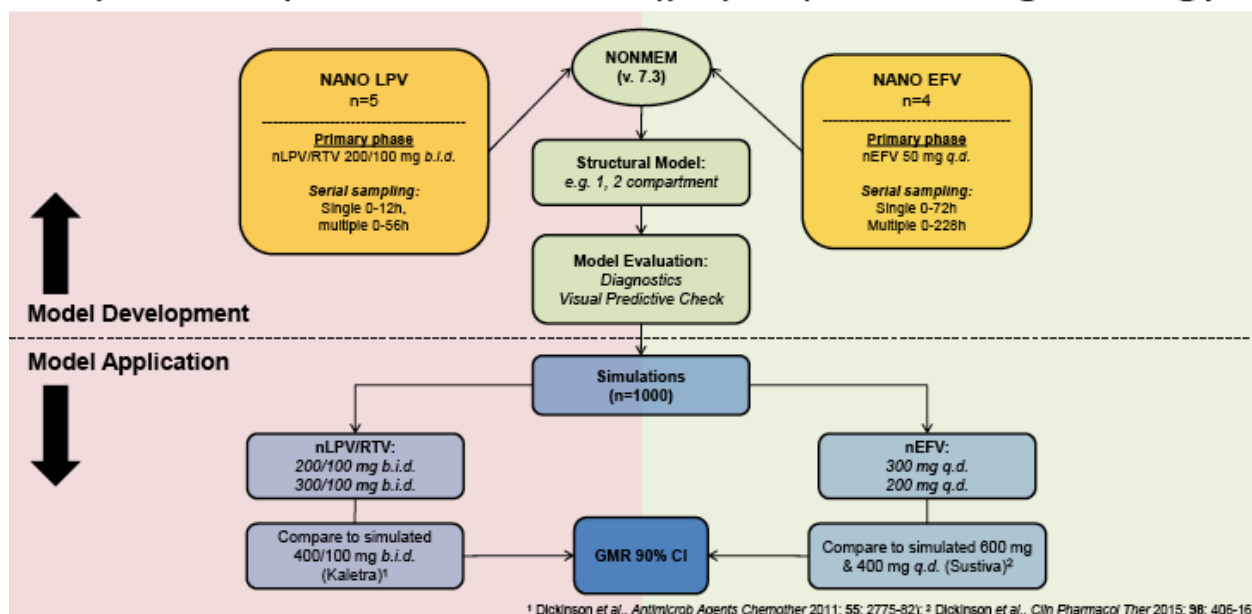 NANO LPV
n=5
Primary phase
nLPV/RTV 200/100 mg b.i.d.
Serial sampling:
Single 0-12h,
multiple 0-56h
NONMEM
(v. 7.3)
NANO EFV
n=4
Primary phase
nEFV 50 mg q.d.
Serial sampling:
Single 0-72h
Multiple 0-228h
Structural Model:
e.g. 1, 2 compartment
Model Evaluation:
Diagnostics
Visual Predictive Check
Model Development
Model Application
Simulations
(n=1000)
nLPV/RTV:
200/100 mg b.i.d.
300/100 mg b.i.d.
nEFV:
300 mg q.d.
200 mg q.d.
Compare to simulated
400/100 mg b.i.d.
(Kaletra)¹
GMR 90% CI
Compare to simulated 600 mg
& 400 mg q.d. (Sustiva)²
¹ Dickinson et al., Antimicrob Agents Chemother 2011; 55: 2775-82); ² Dickinson et al., Clin Pharmacol Ther 2015; 98: 406-16